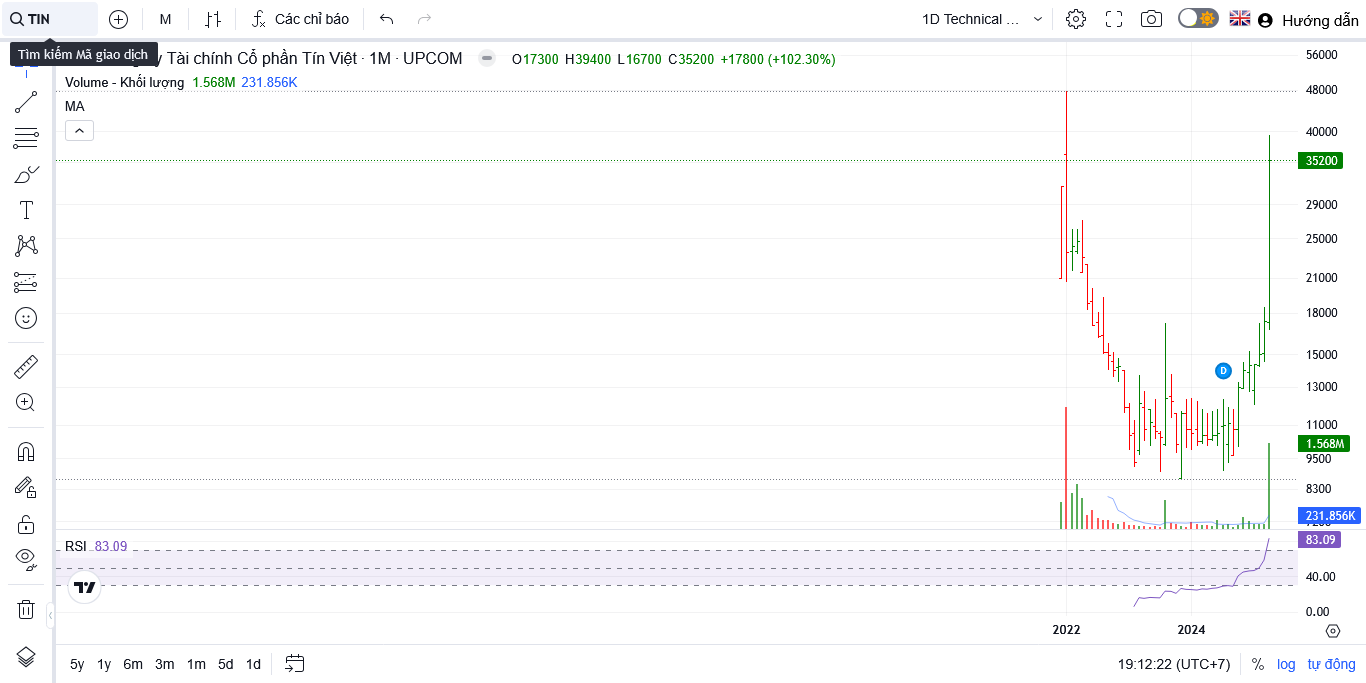 TIN
M
Các chỉ báo
1D Technical ...
Hướng dẫn
Tìm kiếm Mã giao dịch
y Tài chính Cổ phần Tín Việt · 1M · UPCOM
O17300 H39400 L16700 C35200 +17800 (+102.30%)
Volume - Khối lượng 1.568M 231.856K
MA
56000
48000
40000
35200
29000
25000
21000
18000
15000
13000
D
11000
1.568M
9500
8300
231.856K
RSI 83.09
83.09
40.00
0.00
2022
2024
5y 1y 6m 3m 1m 5d 1d
19:12:22 (UTC+7) % log tự động